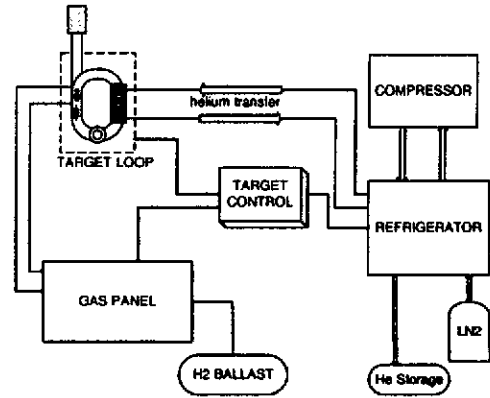 COMPRESSOR
helium transfer
TARGET LOOP
TARGET
CONTROL
REFRIGERATOR
GAS PANEL
LN2
H2 BALLAST
He Storage